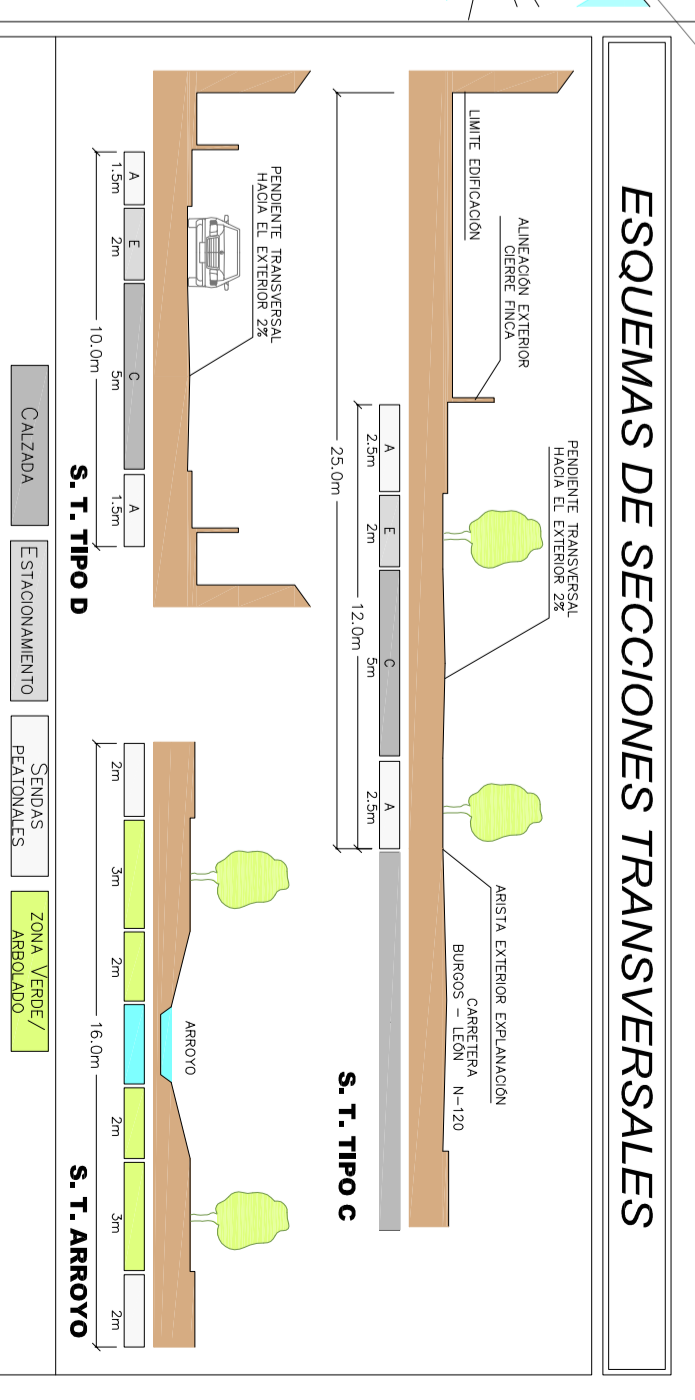 ESQUEMAS DE SECCIONES TRANSVERSALES
LIMITE EDIFICACIÓN
ALINEACIÓN EXTERIOR
CIERRE FINCA
PENDIENTE TRANSVERSAL
HACIA EL EXTERIOR 2%
ARISTA EXTERIOR EXPLANACIÓN
CARRETERA
BURGOS - LEÓN N-120
A E C A
2.5m 2m 5m 2.5m
12.0m
25.0m
S. T. TIPO C
PENDIENTE TRANSVERSAL
HACIA EL EXTERIOR 2%
A E C A
1.5m 2m 5m 1.5m
10.0m
S. T. TIPO D
ARROYO
2m 3m 2m 2m 3m 2m
16.0m
S. T. ARROYO
CALZADA
ESTACIONAMIENTO
SENDAS
PEATONALES
ZONA VERDE/
ARBOLADO